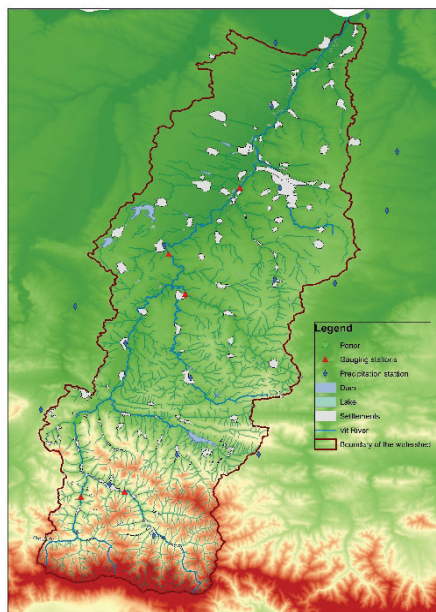 Legend
Ponor
Gauging stations
Precipitation station
Dam
Lake
Settlements
Vit River
Boundary of the watershed